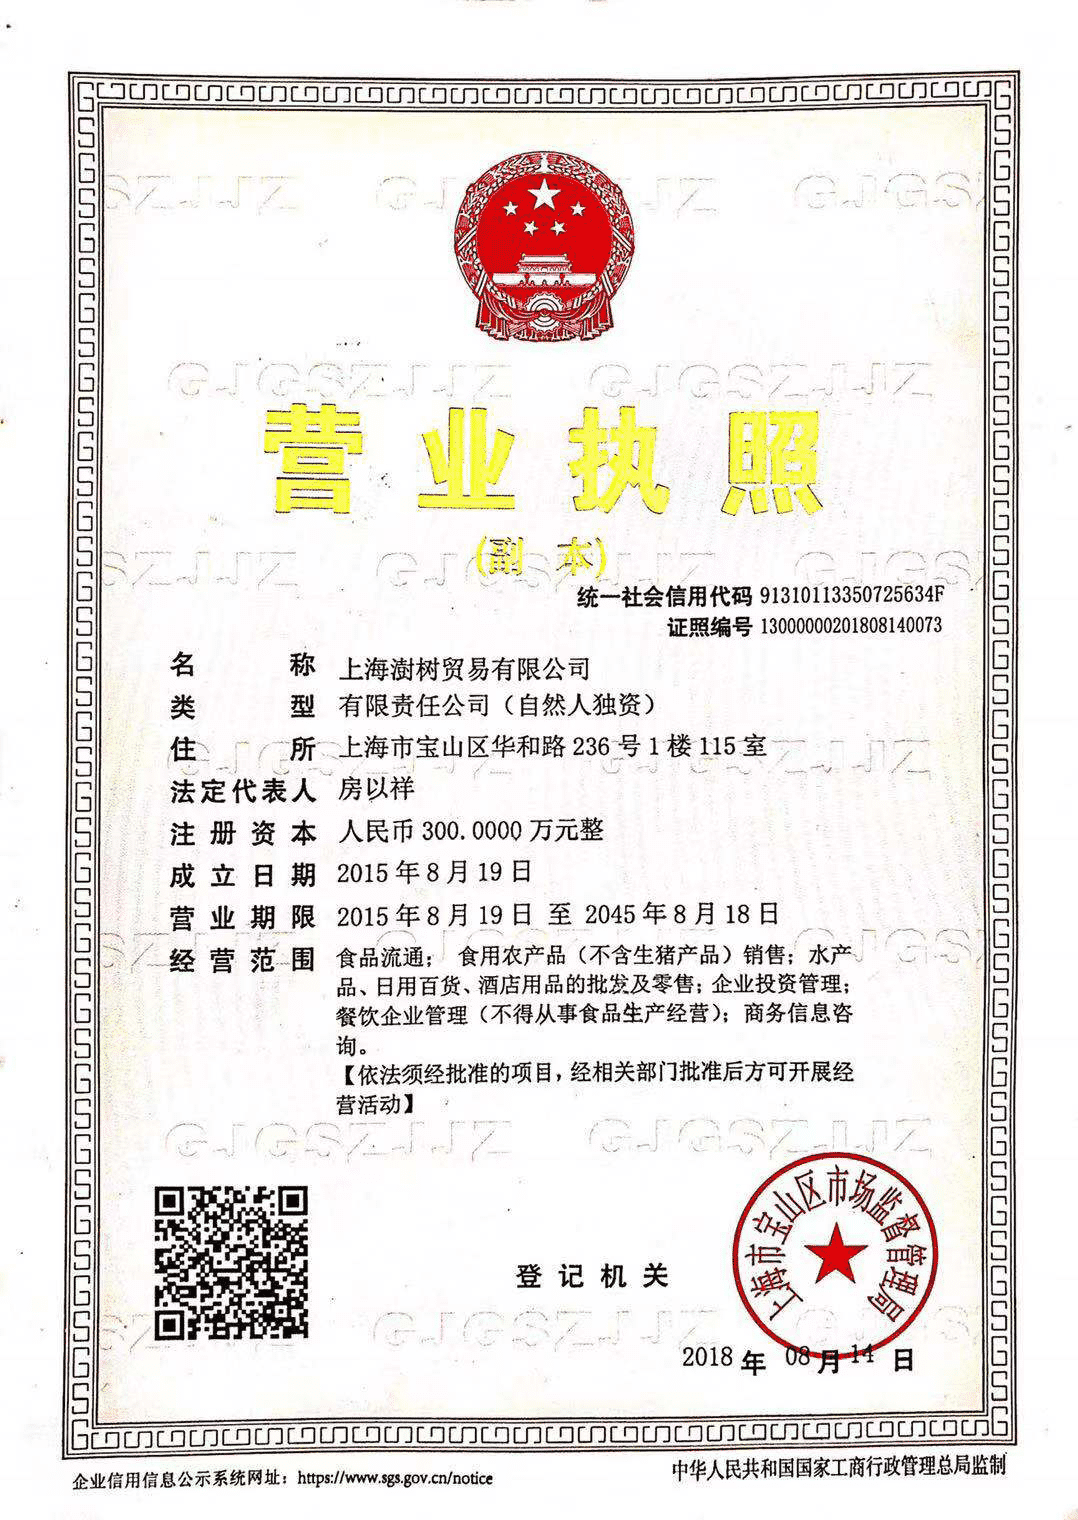 营业执照
(副 本)
统一社会信用代码 91310113350725634F
证照编号 13000000201808140073
名 称 上海澍树贸易有限公司
类 型 有限责任公司（自然人独资）
住 所 上海市宝山区华和路236号1楼115室
法定代表人 房以祥
注册资本 人民币300.0000万元整
成立日期 2015年8月19日
营业期限 2015年8月19日 至 2045年8月18日
经营范围 食品流通； 食用农产品（不含生猪产品）销售；水产
品、日用百货、酒店用品的批发及零售；企业投资管理；
餐饮企业管理（不得从事食品生产经营）；商务信息咨
询。
【依法须经批准的项目，经相关部门批准后方可开展经
营活动】
上海市宝山区市场监督管理局
登记机关
2018年 08月 14日
企业信用信息公示系统网址：https://www.sgs.gov.cn/notice
中华人民共和国国家工商行政管理总局监制